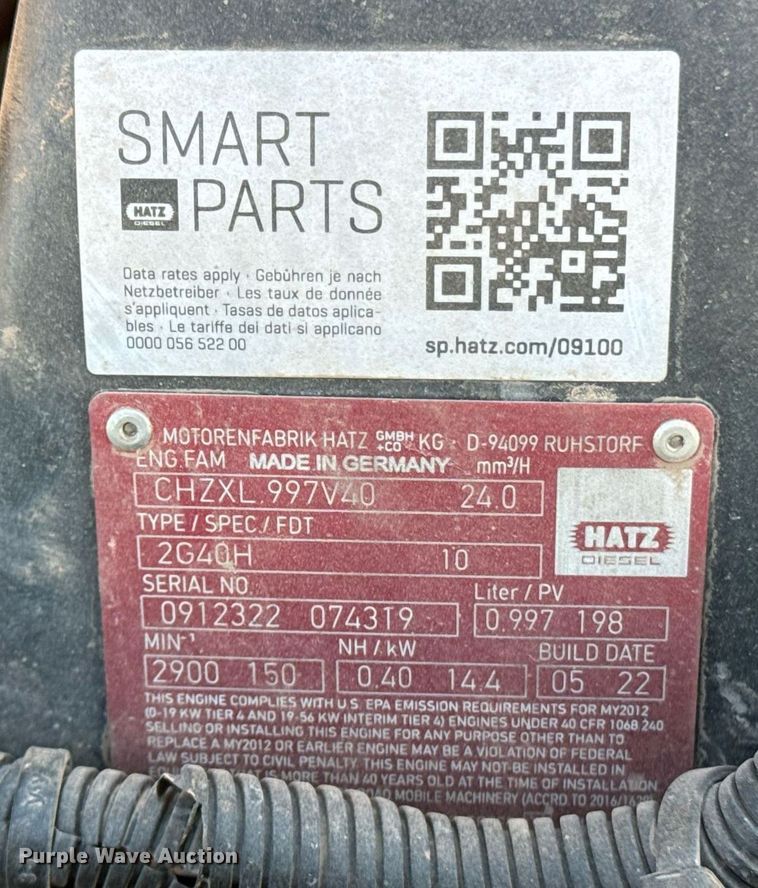 SMART
HATZ
DIESEL
PARTS
Data rates apply · Gebühren je nach
Netzbetreiber · Les taux de donnée
s'appliquent · Tasas de datos aplica-
bles · Le tariffe dei dati si applicano
0000 056 522 00
sp.hatz.com/09100
MOTORENFABRIK HATZ GMBH +CO KG · D-94099 RUHSTORF
ENG.FAM MADE IN GERMANY mm³/H
CHZXL.997V40 24.0
TYPE / SPEC / FDT
2G40H 10
HATZ
DIESEL
SERIAL NO. Liter / PV
0912322 074319 0.997 198
MIN⁻¹ NH / kW BUILD DATE
2900 150 0.40 14.4 05 22
THIS ENGINE COMPLIES WITH U.S. EPA EMISSION REQUIREMENTS FOR MY2012
(0-19 KW TIER 4 AND 19-56 KW INTERIM TIER 4) ENGINES UNDER 40 CFR 1068.240
SELLING OR INSTALLING THIS ENGINE FOR ANY PURPOSE OTHER THAN TO
REPLACE A MY2012 OR EARLIER ENGINE MAY BE A VIOLATION OF FEDERAL
LAW SUBJECT TO CIVIL PENALTY. THIS ENGINE MAY NOT BE INSTALLED IN
IS MORE THAN 40 YEARS OLD AT THE TIME OF INSTALLATION
MOBILE MACHINERY (ACCRD.TO 2016/1628)
Purple Wave Auction